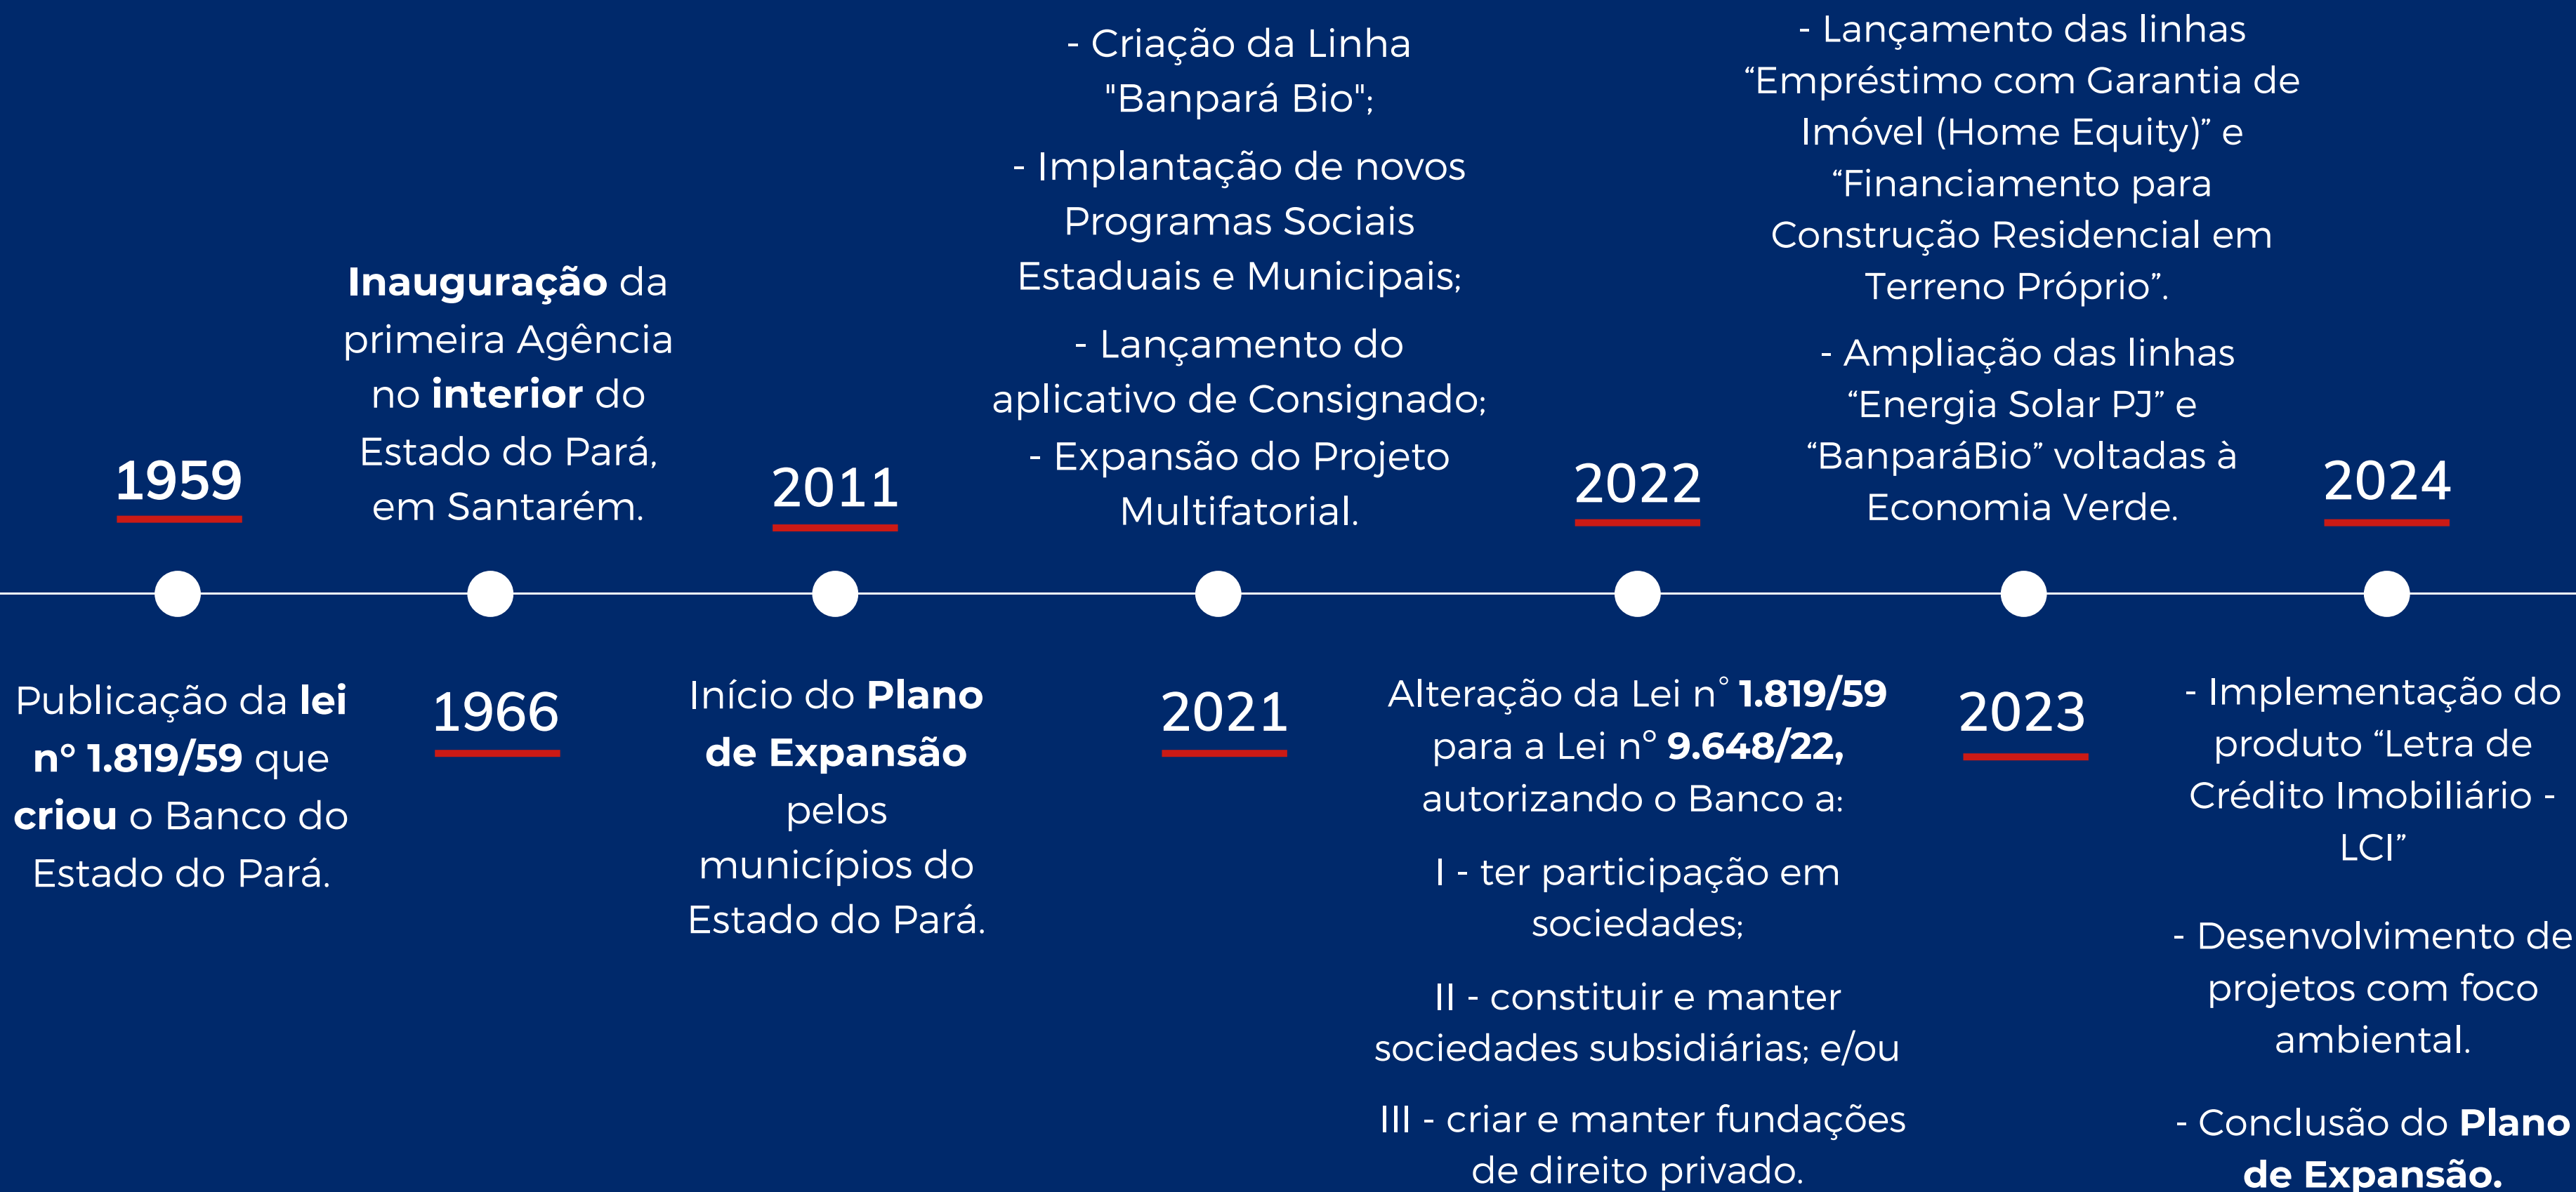 1959
Publicação da lei
nº 1.819/59 que
criou o Banco do
Estado do Pará.
Inauguração da
primeira Agência
no interior do
Estado do Pará,
em Santarém.
1966
2011
Início do Plano
de Expansão
pelos
municípios do
Estado do Pará.
- Criação da Linha
"Banpará Bio";
- Implantação de novos
Programas Sociais
Estaduais e Municipais;
- Lançamento do
aplicativo de Consignado;
- Expansão do Projeto
Multifatorial.
2021
2022
Alteração da Lei n° 1.819/59
para a Lei nº 9.648/22,
autorizando o Banco a:
I - ter participação em
sociedades;
II - constituir e manter
sociedades subsidiárias; e/ou
III - criar e manter fundações
de direito privado.
- Lançamento das linhas
“Empréstimo com Garantia de
Imóvel (Home Equity)” e
“Financiamento para
Construção Residencial em
Terreno Próprio”.
- Ampliação das linhas
“Energia Solar PJ” e
“BanparáBio” voltadas à
Economia Verde.
2023
2024
- Implementação do
produto “Letra de
Crédito Imobiliário -
LCI”
- Desenvolvimento de
projetos com foco
ambiental.
- Conclusão do Plano
de Expansão.